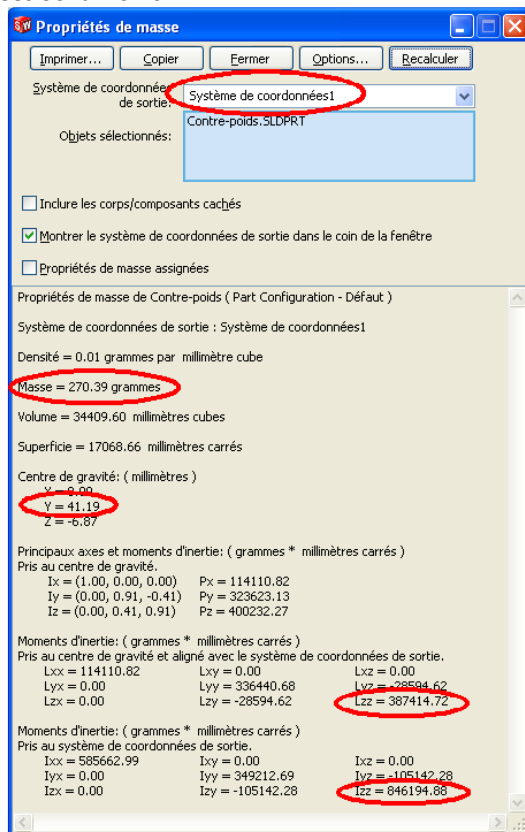 Propriétés de masse
Imprimer... Copier Fermer Options... Recalculer
Système de coordonnées de sortie: Système de coordonnées1
Objets sélectionnés: Contre-poids.SLDPRT
Inclure les corps/composants cachés
Montrer le système de coordonnées de sortie dans le coin de la fenêtre
Propriétés de masse assignées
Propriétés de masse de Contre-poids ( Part Configuration - Défaut )
Système de coordonnées de sortie : Système de coordonnées1
Densité = 0.01 grammes par millimètre cube
Masse = 270.39 grammes
Volume = 34409.60 millimètres cubes
Superficie = 17068.66 millimètres carrés
Centre de gravité: ( millimètres )
X = 0.00
Y = 41.19
Z = -6.87
Principaux axes et moments d'inertie: ( grammes * millimètres carrés )
Pris au centre de gravité.
Ix = (1.00, 0.00, 0.00) Px = 114110.82
Iy = (0.00, 0.91, -0.41) Py = 323623.13
Iz = (0.00, 0.41, 0.91) Pz = 400232.27
Moments d'inertie: ( grammes * millimètres carrés )
Pris au centre de gravité et aligné avec le système de coordonnées de sortie.
Lxx = 114110.82 Lxy = 0.00 Lxz = 0.00
Lyx = 0.00 Lyy = 336440.68 Lyz = -28594.62
Lzx = 0.00 Lzy = -28594.62 Lzz = 387414.72
Moments d'inertie: ( grammes * millimètres carrés )
Pris au système de coordonnées de sortie.
Ixx = 585662.99 Ixy = 0.00 Ixz = 0.00
Iyx = 0.00 Iyy = 349212.69 Iyz = -105142.28
Izx = 0.00 Izy = -105142.28 Izz = 846194.88